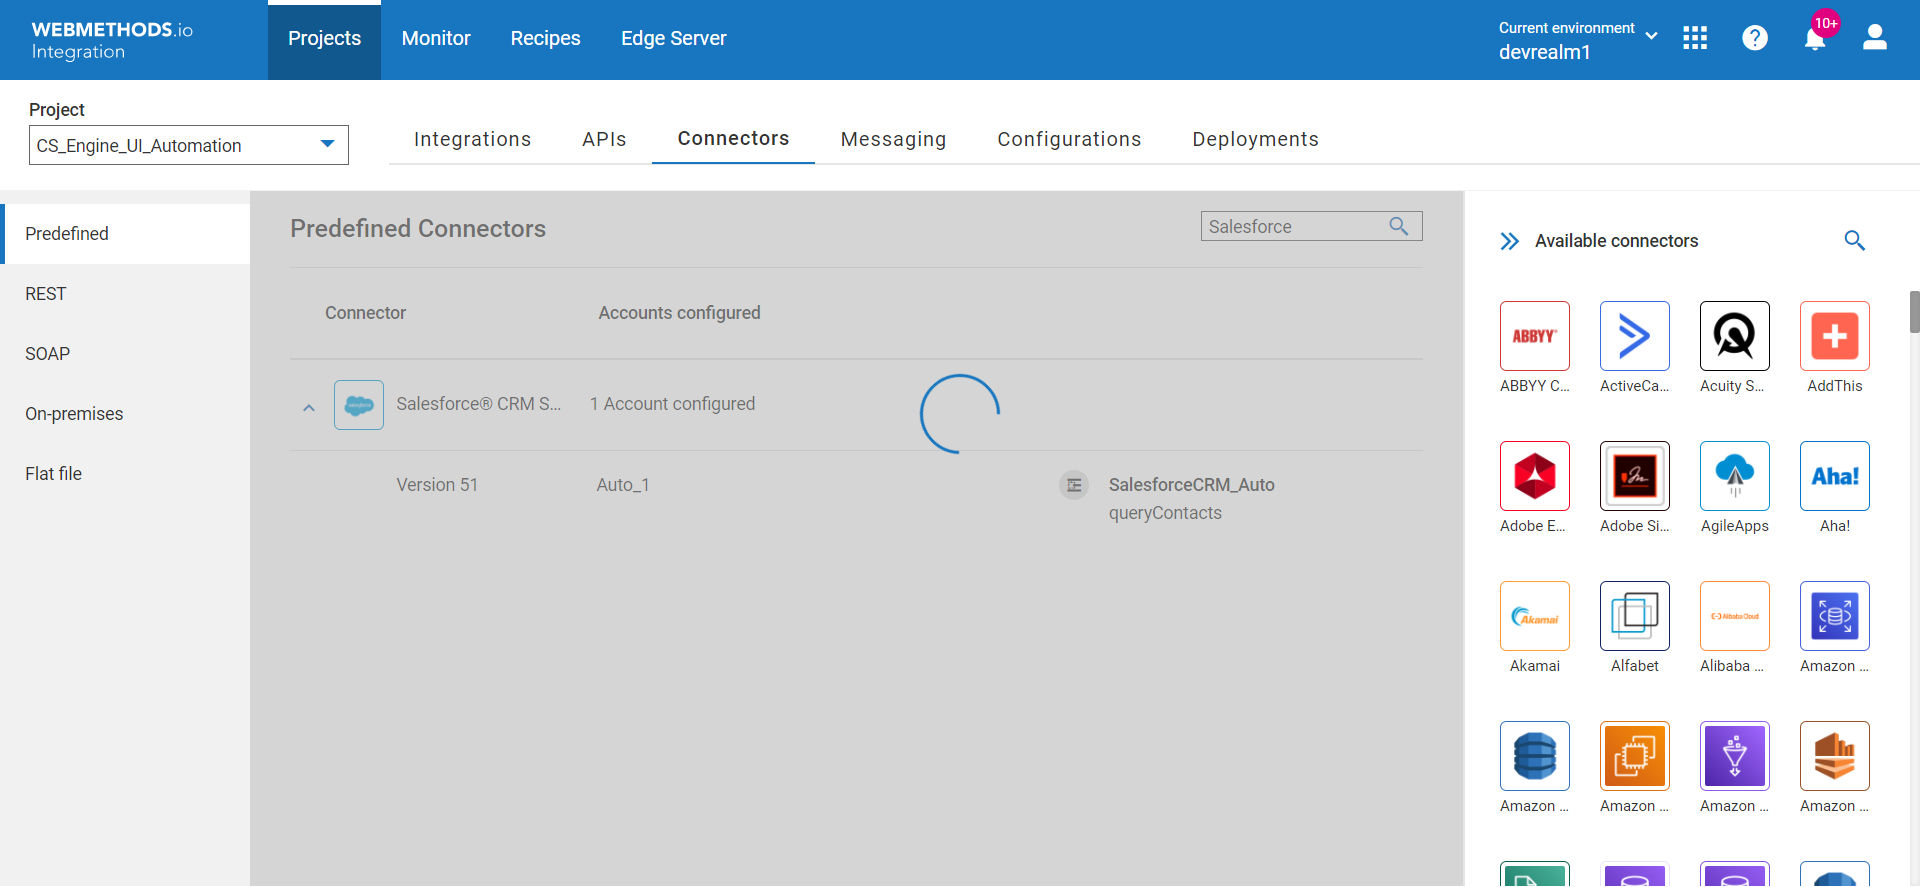 WEBMETHODS.io
Integration
Projects
Monitor
Recipes
Edge Server
Current environment
devrealm1
10+
Project
CS_Engine_UI_Automation
Integrations
APIs
Connectors
Messaging
Configurations
Deployments
Predefined
REST
SOAP
On-premises
Flat file
Predefined Connectors
Salesforce
Connector
Accounts configured
salesforce
Salesforce® CRM S...
1 Account configured
Version 51
Auto_1
SalesforceCRM_Auto
queryContacts
Available connectors
ABBYY
ABBYY C...
ActiveCa...
Acuity S...
AddThis
Aha!
Adobe E...
Adobe Si...
AgileApps
Aha!
Akamai
Alibaba Cloud
Akamai
Alfabet
Alibaba ...
Amazon ...
Amazon ...
Amazon ...
Amazon ...
Amazon ...